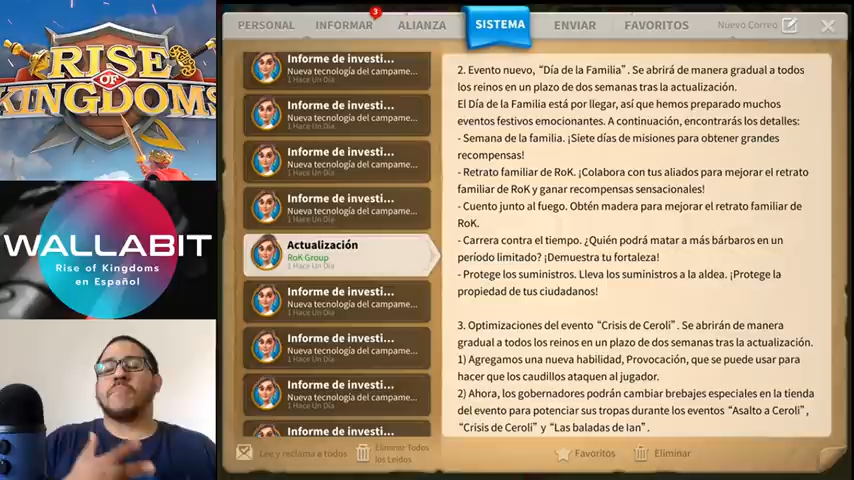 RISE
OF
KINGDOMS
WALLABIT
Rise of Kingdoms
en Español
PERSONAL
INFORMAR
3
ALIANZA
SISTEMA
ENVIAR
FAVORITOS
Nuevo Correo
Informe de investi...
Nueva tecnología del campame...
1 Hace Un Día
Informe de investi...
Nueva tecnología del campame...
1 Hace Un Día
Informe de investi...
Nueva tecnología del campame...
1 Hace Un Día
Informe de investi...
Nueva tecnología del campame...
1 Hace Un Día
Actualización
RoK Group
1 Hace Un Día
Informe de investi...
Nueva tecnología del campame...
1 Hace Un Día
Informe de investi...
Nueva tecnología del campame...
1 Hace Un Día
Informe de investi...
Nueva tecnología del campame...
1 Hace Un Día
Informe de investi...
Lee y reclama todos
Eliminar Todos
los Leídos
2. Evento nuevo, “Día de la Familia”. Se abrirá de manera gradual a todos
los reinos en un plazo de dos semanas tras la actualización.
El Día de la Familia está por llegar, así que hemos preparado muchos
eventos festivos emocionantes. A continuación, encontrarás los detalles:
- Semana de la familia. ¡Siete días de misiones para obtener grandes
recompensas!
- Retrato familiar de RoK. ¡Colabora con tus aliados para mejorar el retrato
familiar de RoK y ganar recompensas sensacionales!
- Cuento junto al fuego. Obtén madera para mejorar el retrato familiar de
RoK.
- Carrera contra el tiempo. ¿Quién podrá matar a más bárbaros en un
período limitado? ¡Demuestra tu fortaleza!
- Protege los suministros. Lleva los suministros a la aldea. ¡Protege la
propiedad de tus ciudadanos!
3. Optimizaciones del evento “Crisis de Ceroli”. Se abrirán de manera
gradual a todos los reinos en un plazo de dos semanas tras la actualización.
1) Agregamos una nueva habilidad, Provocación, que se puede usar para
hacer que los caudillos ataquen al jugador.
2) Ahora, los gobernadores podrán cambiar brebajes especiales en la tienda
del evento para potenciar sus tropas durante los eventos “Asalto a Ceroli”,
“Crisis de Ceroli” y “Las baladas de Ian”.
Favoritos
Eliminar